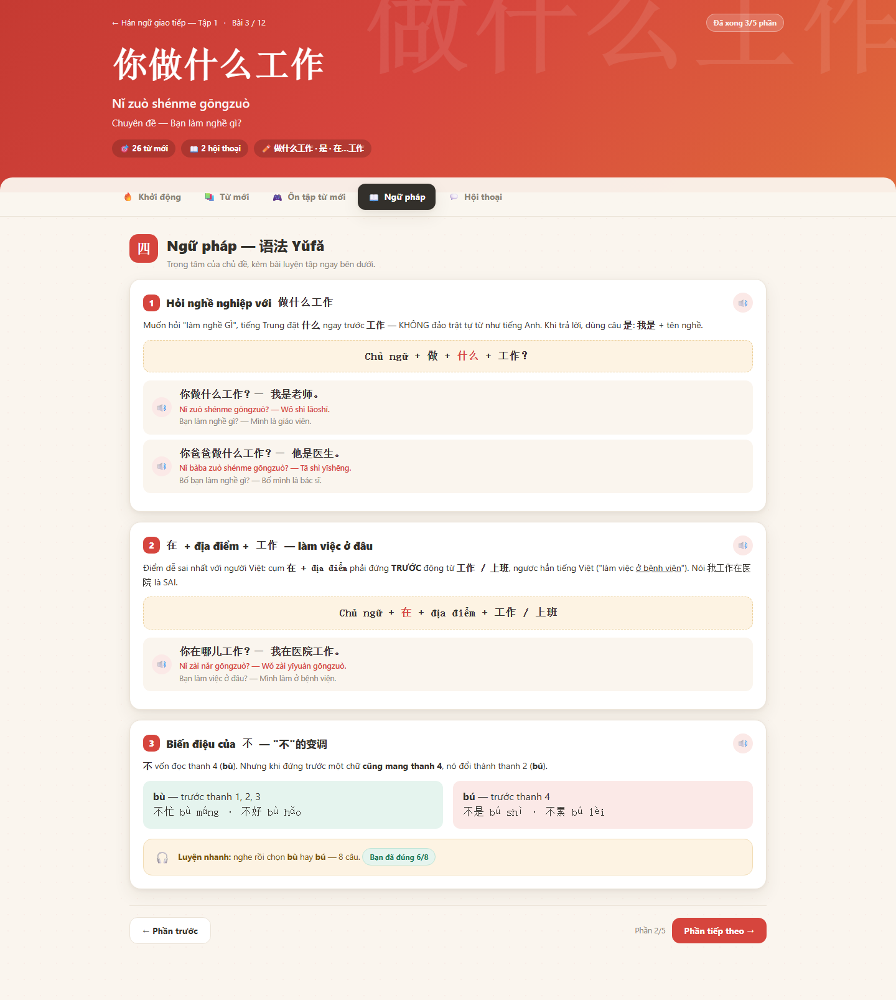 ← Hán ngữ giao tiếp — Tập 1 · Bài 3 / 12
Đã xong 3/5 phần
做什么工作
你做什么工作
Nǐ zuò shénme gōngzuò
Chuyên đề — Bạn làm nghề gì?
🎯 26 từ mới
📖 2 hội thoại
做什么工作 · 是 · 在…工作
Khởi động
Từ mới
Ôn tập từ mới
Ngữ pháp
Hội thoại
四
Ngữ pháp — 语法 Yǔfǎ
Trọng tâm của chủ đề, kèm bài luyện tập ngay bên dưới.
1 Hỏi nghề nghiệp với 做什么工作
Muốn hỏi "làm nghề GÌ", tiếng Trung đặt 什么 ngay trước 工作 — KHÔNG đảo trật tự từ như tiếng Anh. Khi trả lời, dùng câu 是: 我是 + tên nghề.
Chủ ngữ + 做 + 什么 + 工作？
你做什么工作？— 我是老师。
Nǐ zuò shénme gōngzuò? — Wǒ shì lǎoshī.
Bạn làm nghề gì? — Mình là giáo viên.
你爸爸做什么工作？— 他是医生。
Nǐ bàba zuò shénme gōngzuò? — Tā shì yīshēng.
Bố bạn làm nghề gì? — Bố mình là bác sĩ.
2 在 + địa điểm + 工作 — làm việc ở đâu
Điểm dễ sai nhất với người Việt: cụm 在 + địa điểm phải đứng TRƯỚC động từ 工作 / 上班, ngược hẳn tiếng Việt ("làm việc ở bệnh viện"). Nói 我工作在医
院 là SAI.
Chủ ngữ + 在 + địa điểm + 工作 / 上班
你在哪儿工作？— 我在医院工作。
Nǐ zài nǎr gōngzuò? — Wǒ zài yīyuàn gōngzuò.
Bạn làm việc ở đâu? — Mình làm ở bệnh viện.
3 Biến điệu của 不 — "不"的变调
不 vốn đọc thanh 4 (bù). Nhưng khi đứng trước một chữ cũng mang thanh 4, nó đổi thành thanh 2 (bú).
bù — trước thanh 1, 2, 3
不忙 bù máng · 不好 bù hǎo
bú — trước thanh 4
不是 bú shì · 不累 bú lèi
Luyện nhanh: nghe rồi chọn bù hay bú — 8 câu. Bạn đã đúng 6/8
← Phần trước
Phần 2/5
Phần tiếp theo →